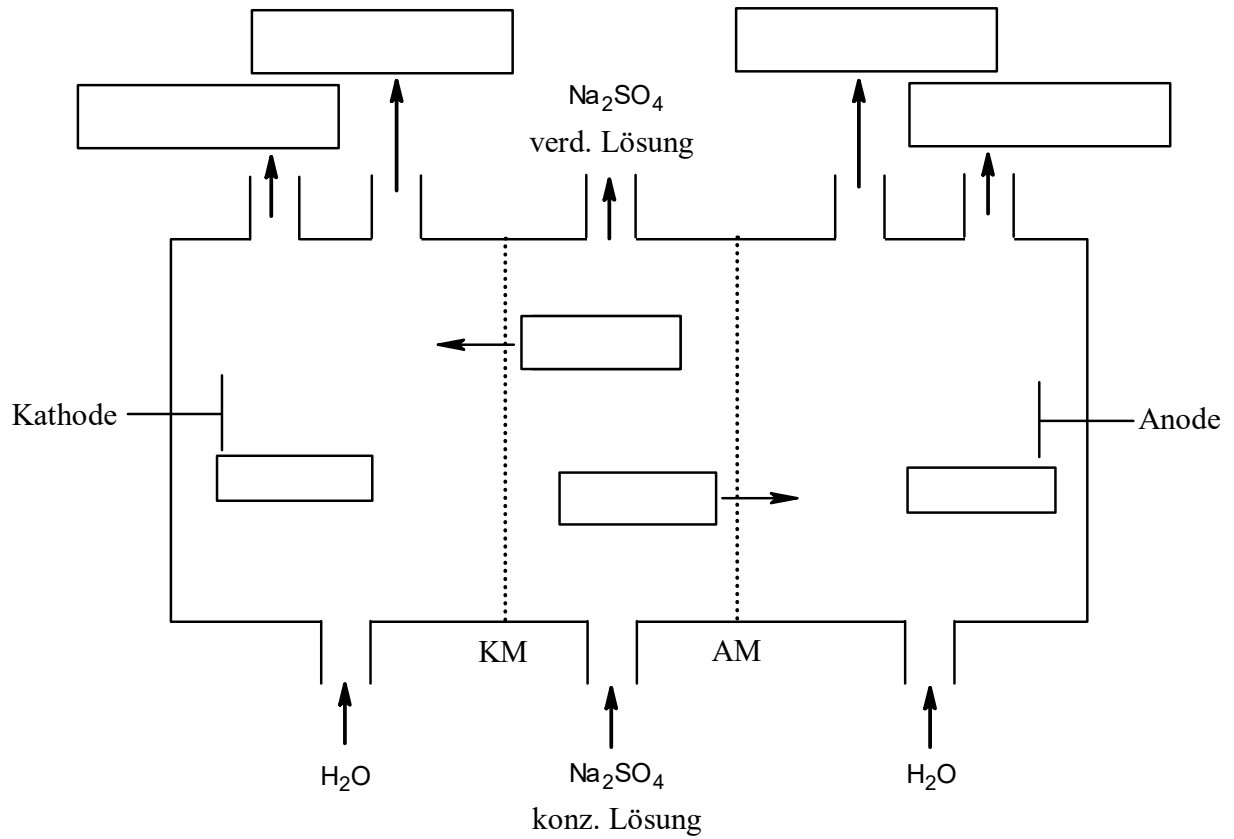 Na₂SO₄
verd. Lösung
Kathode
Anode
KM
AM
H₂O
Na₂SO₄
H₂O
konz. Lösung